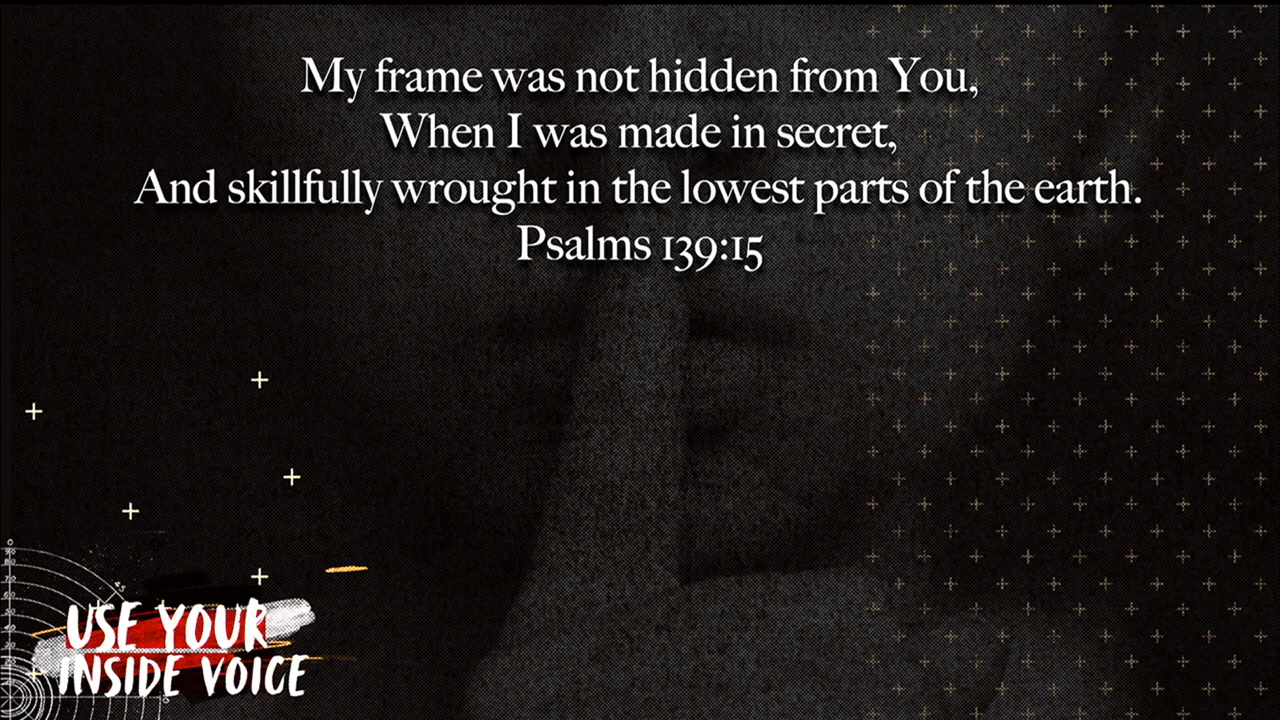 My frame was not hidden from You,
When I was made in secret,
And skillfully wrought in the lowest parts of the earth.
Psalms 139:15
USE YOUR
INSIDE VOICE